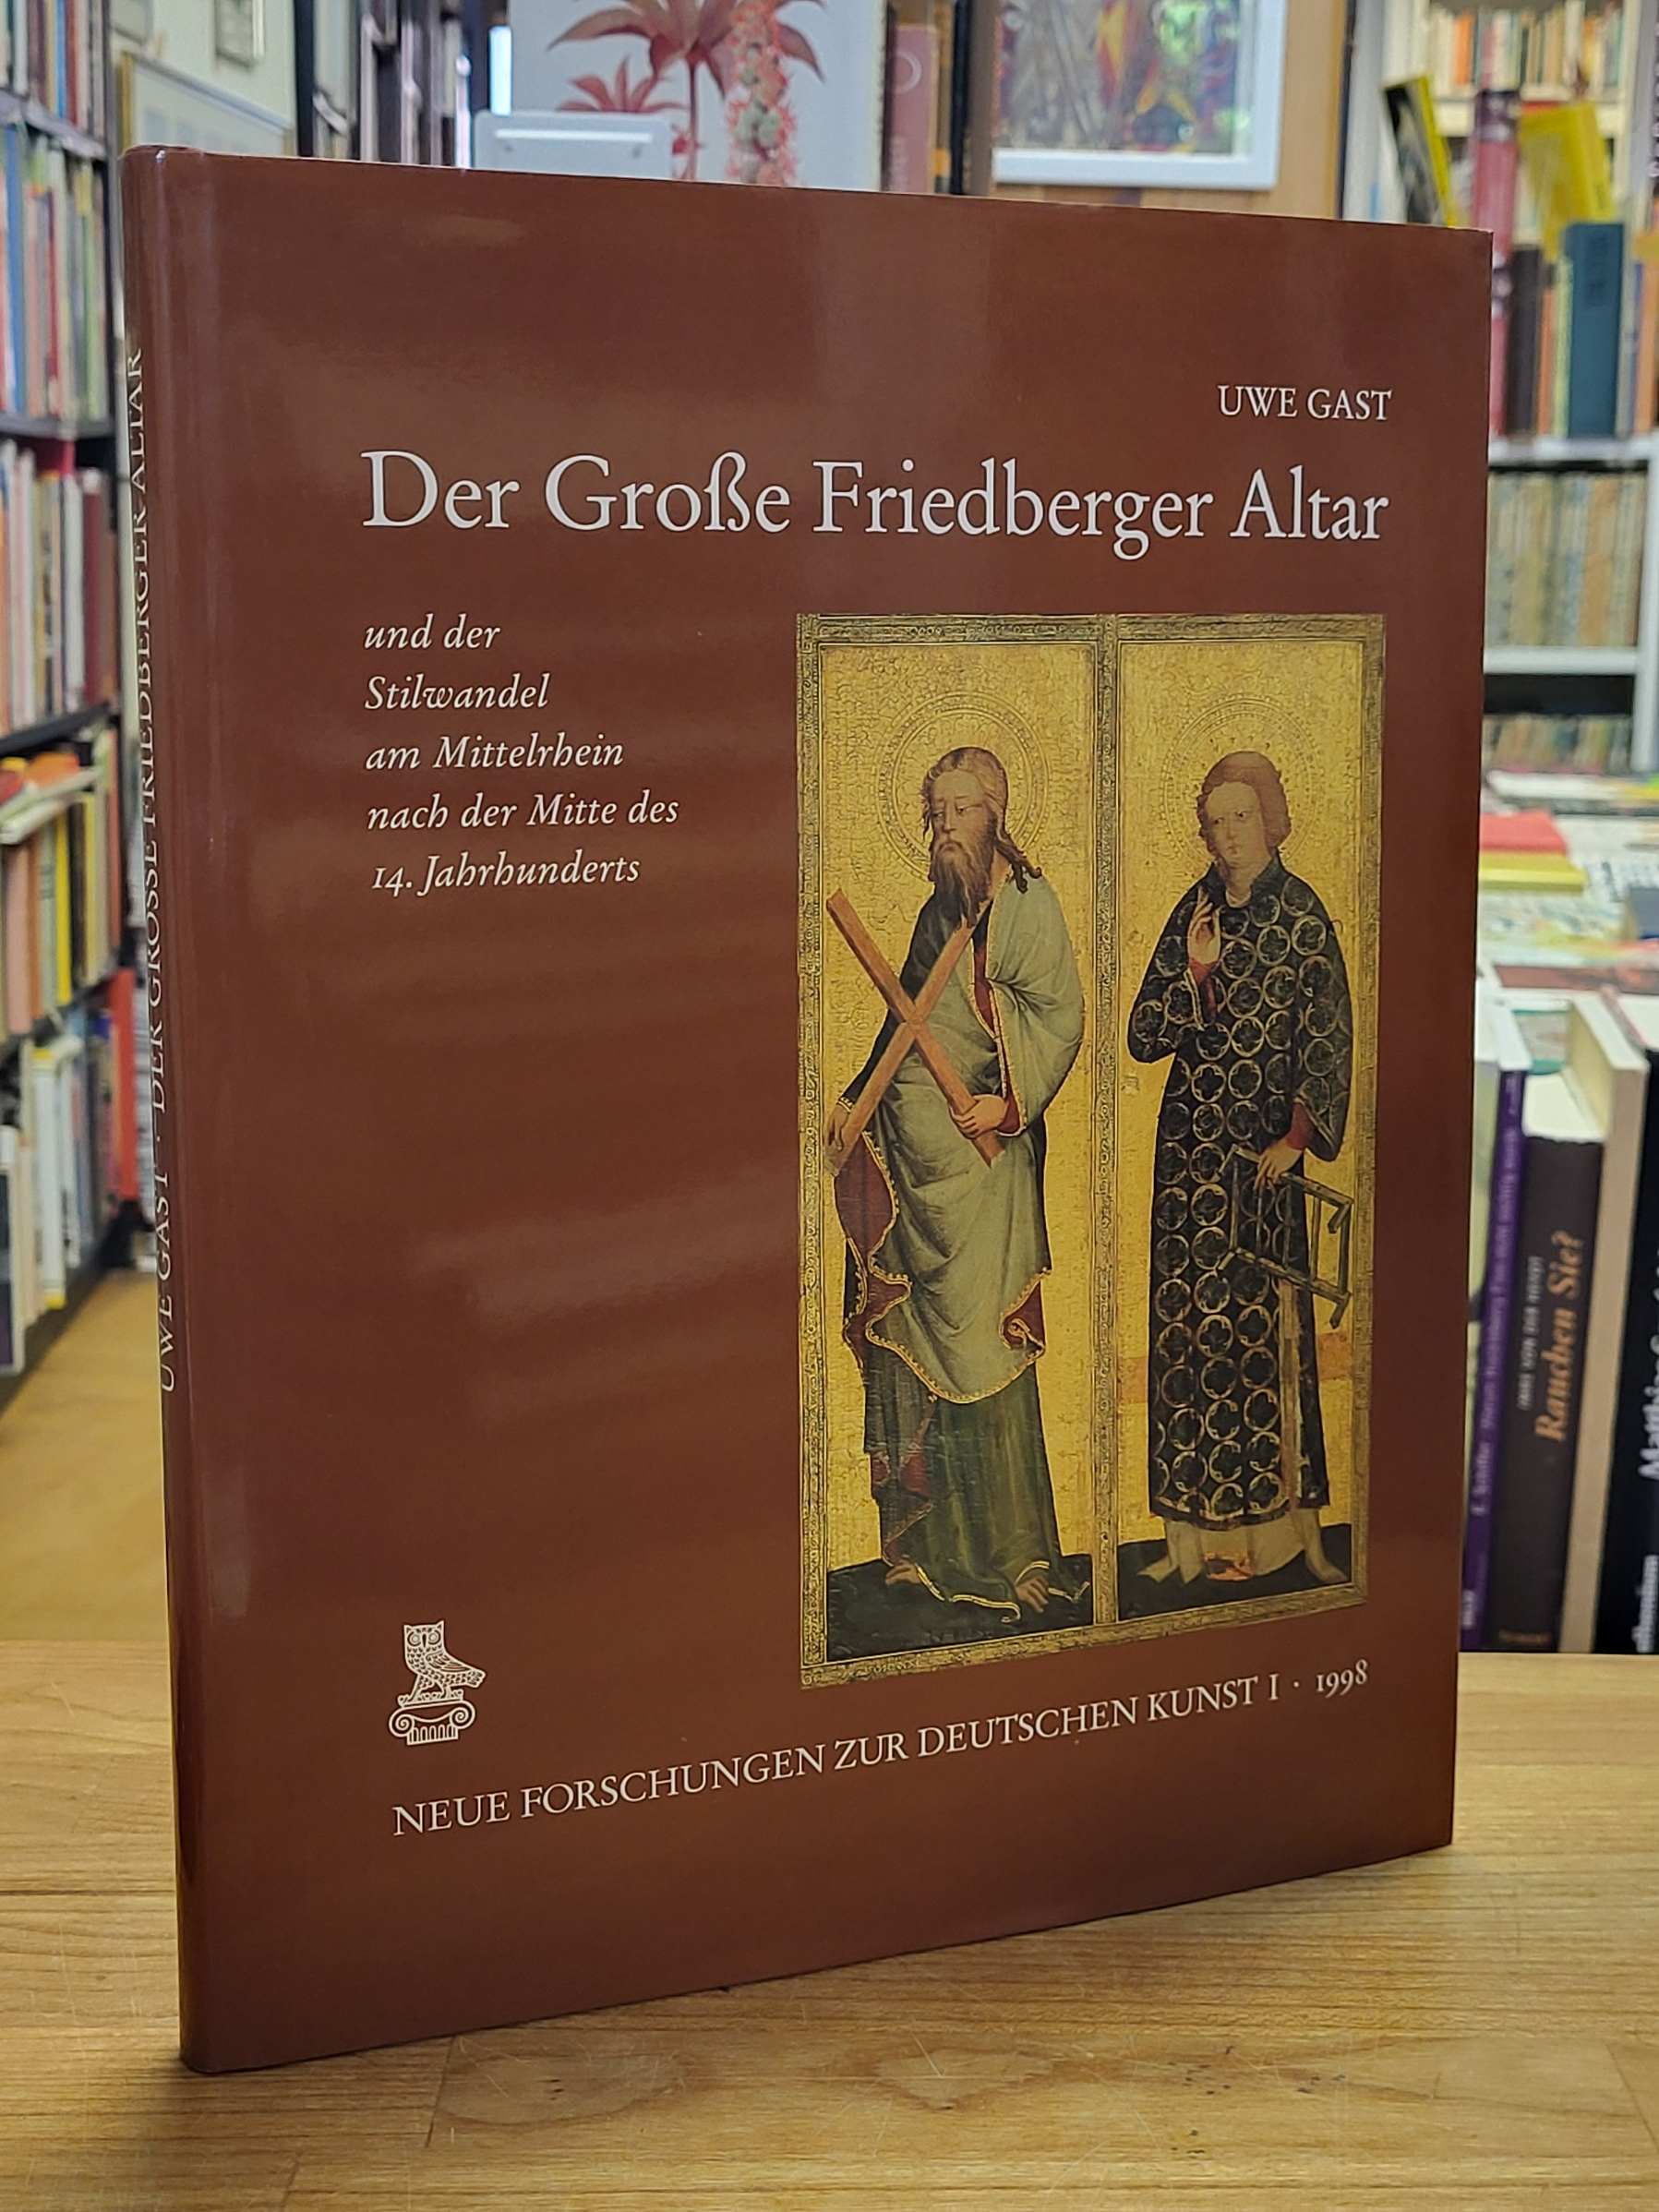 UWE GAST
Der Große Friedberger Altar
und der
Stilwandel
am Mittelrhein
nach der Mitte des
14. Jahrhunderts
NEUE FORSCHUNGEN ZUR DEUTSCHEN KUNST I · 1998
UWE GAST · DER GROSSE FRIEDBERGER ALTAR
Rauchen Sie?